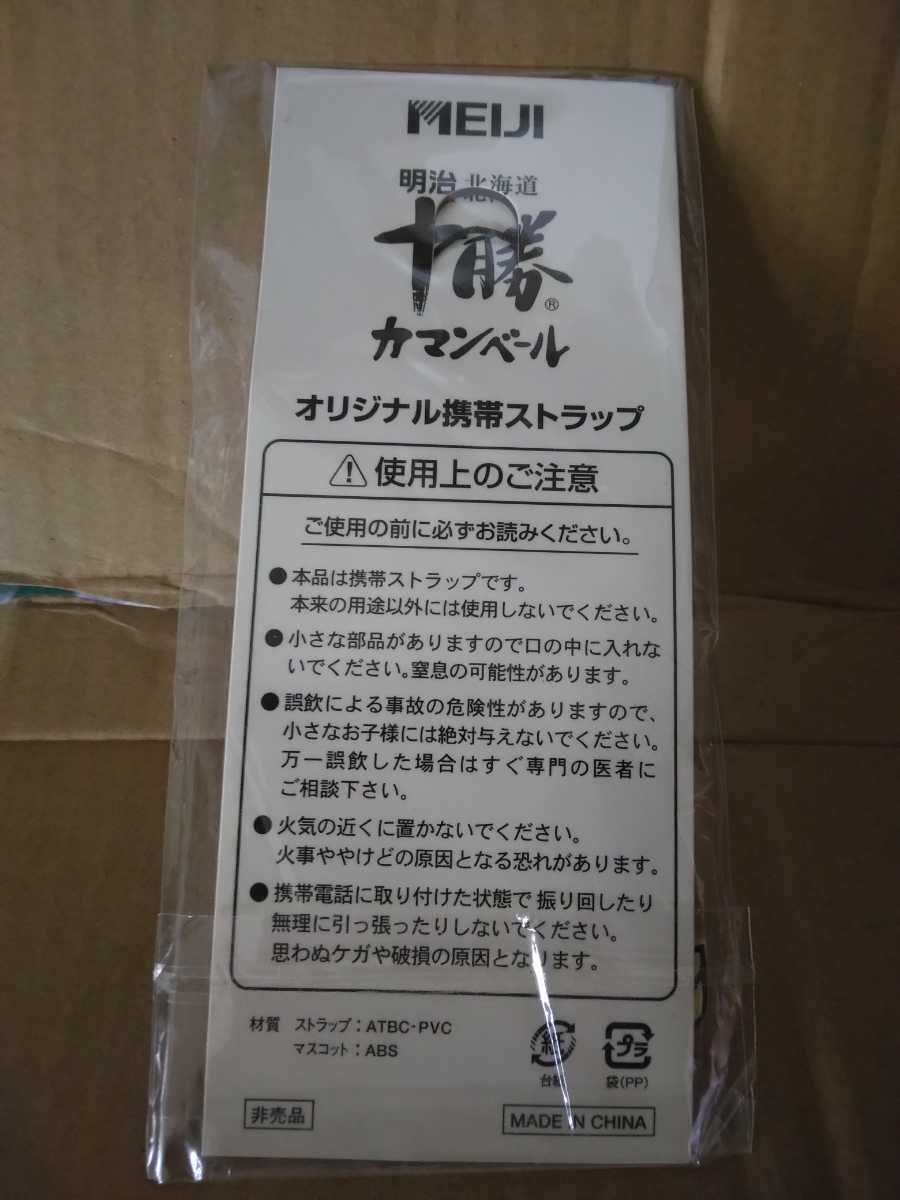 MEIJI
明治 北海道
十勝®
カマンベール
オリジナル携帯ストラップ
使用上のご注意
ご使用の前に必ずお読みください。
●本品は携帯ストラップです。
本来の用途以外には使用しないでください。
●小さな部品がありますので口の中に入れな
いでください。窒息の可能性があります。
●誤飲による事故の危険性がありますので、
小さなお子様には絶対与えないでください。
万一誤飲した場合はすぐ専門の医者に
ご相談下さい。
●火気の近くに置かないでください。
火事ややけどの原因となる恐れがあります。
●携帯電話に取り付けた状態で振り回したり
無理に引っ張ったりしないでください。
思わぬケガや破損の原因となります。
材質 ストラップ:ATBC-PVC
マスコット:ABS
紙
台紙
プラ
袋(PP)
非売品
MADE IN CHINA